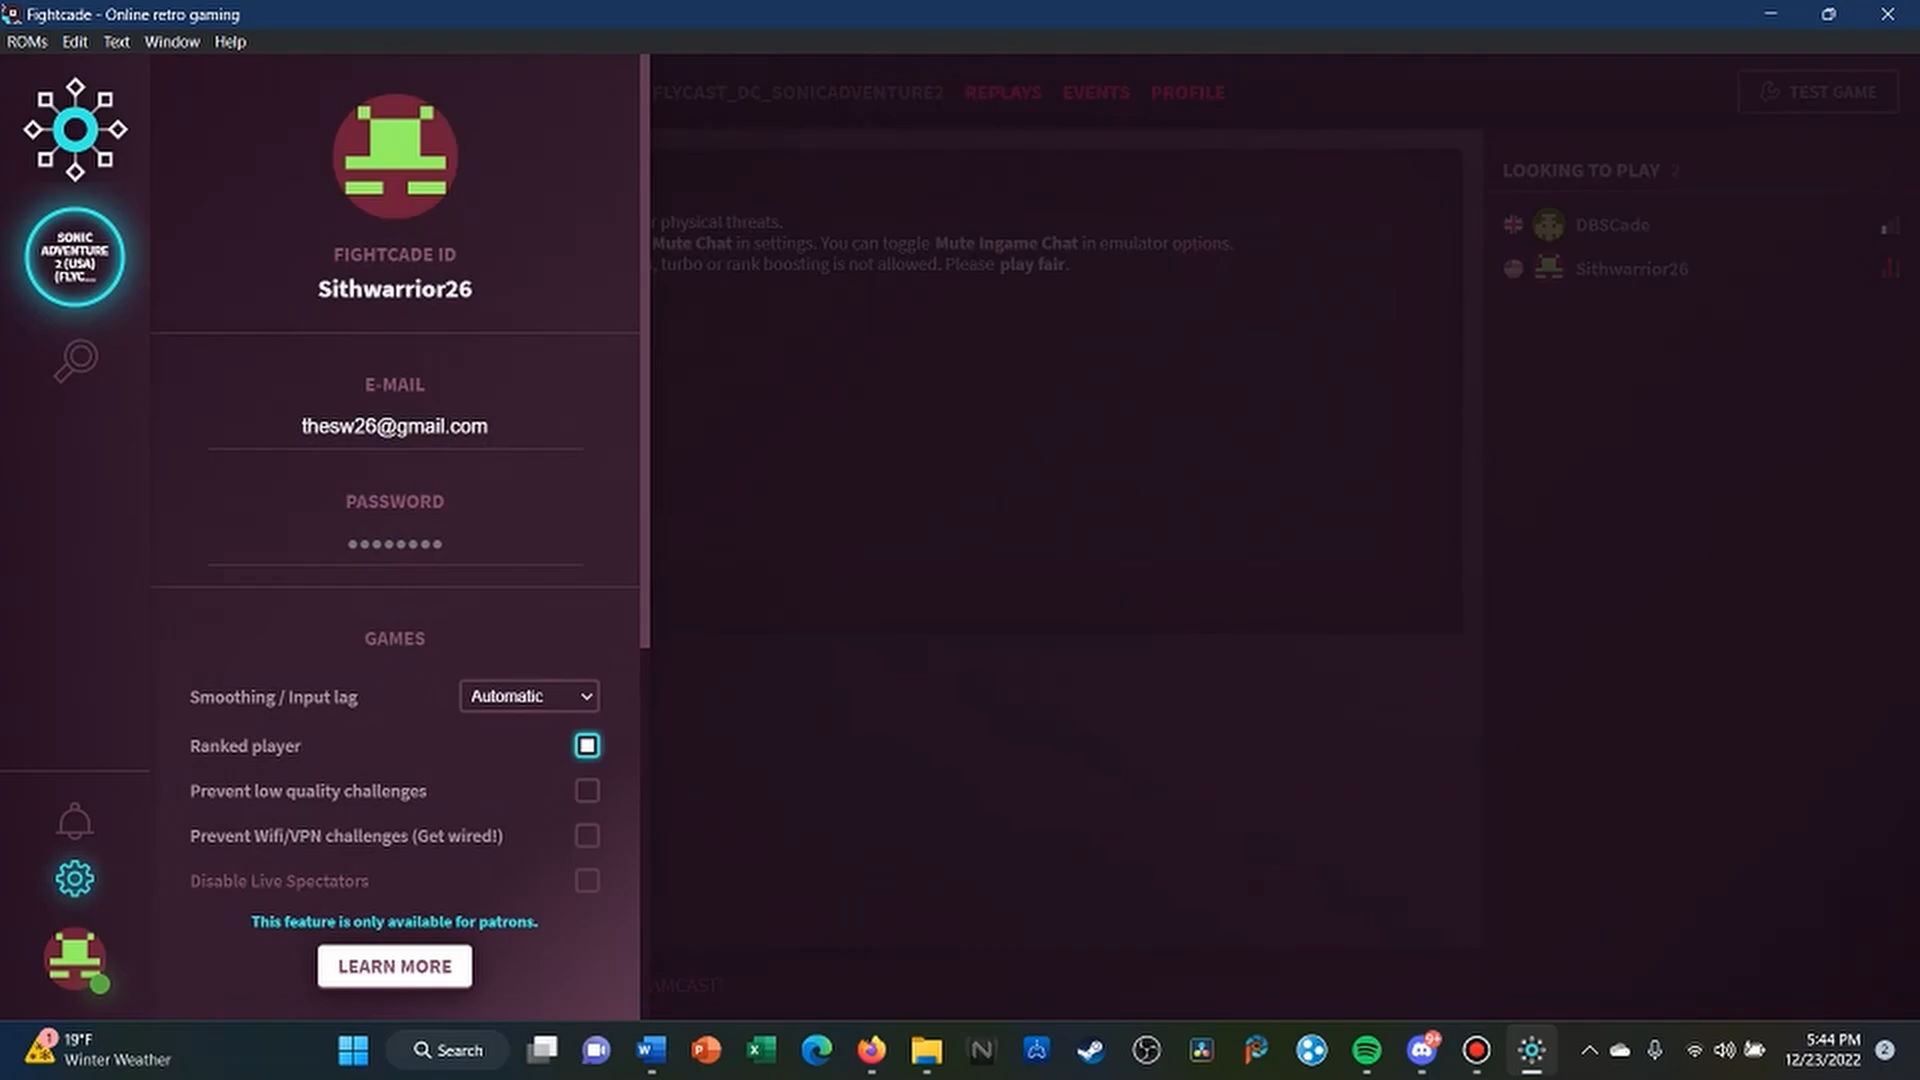 Fightcade - Online retro gaming
ROMs Edit Text Window Help
SONIC
ADVENTURE
2 (USA)
(FLYC...
FIGHTCADE ID
Sithwarrior26
E-MAIL
thesw26@gmail.com
PASSWORD
GAMES
Smoothing / Input lag Automatic
Ranked player
Prevent low quality challenges
Prevent Wifi/VPN challenges (Get wired!)
Disable Live Spectators
This feature is only available for patrons.
LEARN MORE
FLYCAST_DC_SONICADVENTURE2 REPLAYS EVENTS PROFILE
TEST GAME
physical threats.
Mute Chat in settings. You can toggle Mute Ingame Chat in emulator options.
, turbo or rank boosting is not allowed. Please play fair.
LOOKING TO PLAY 2
DBSCade
Sithwarrior26
AMCAST!
1
19°F
Winter Weather
Search
9+
5:44 PM
12/23/2022
2